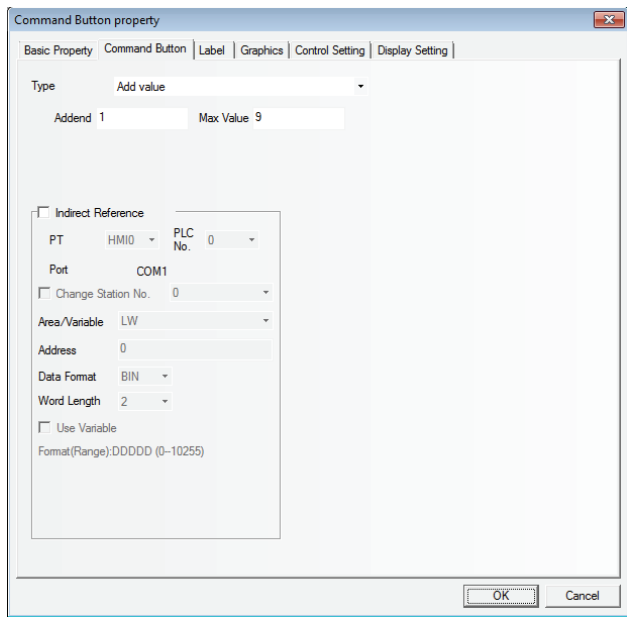 Command Button property
Basic Property Command Button Label Graphics Control Setting Display Setting
Type Add value
Addend 1 Max Value 9
Indirect Reference
PT HMI0 PLC No. 0
Port COM1
Change Station No. 0
Area/Variable LW
Address 0
Data Format BIN
Word Length 2
Use Variable
Format(Range):DDDDD (0~10255)
OK Cancel